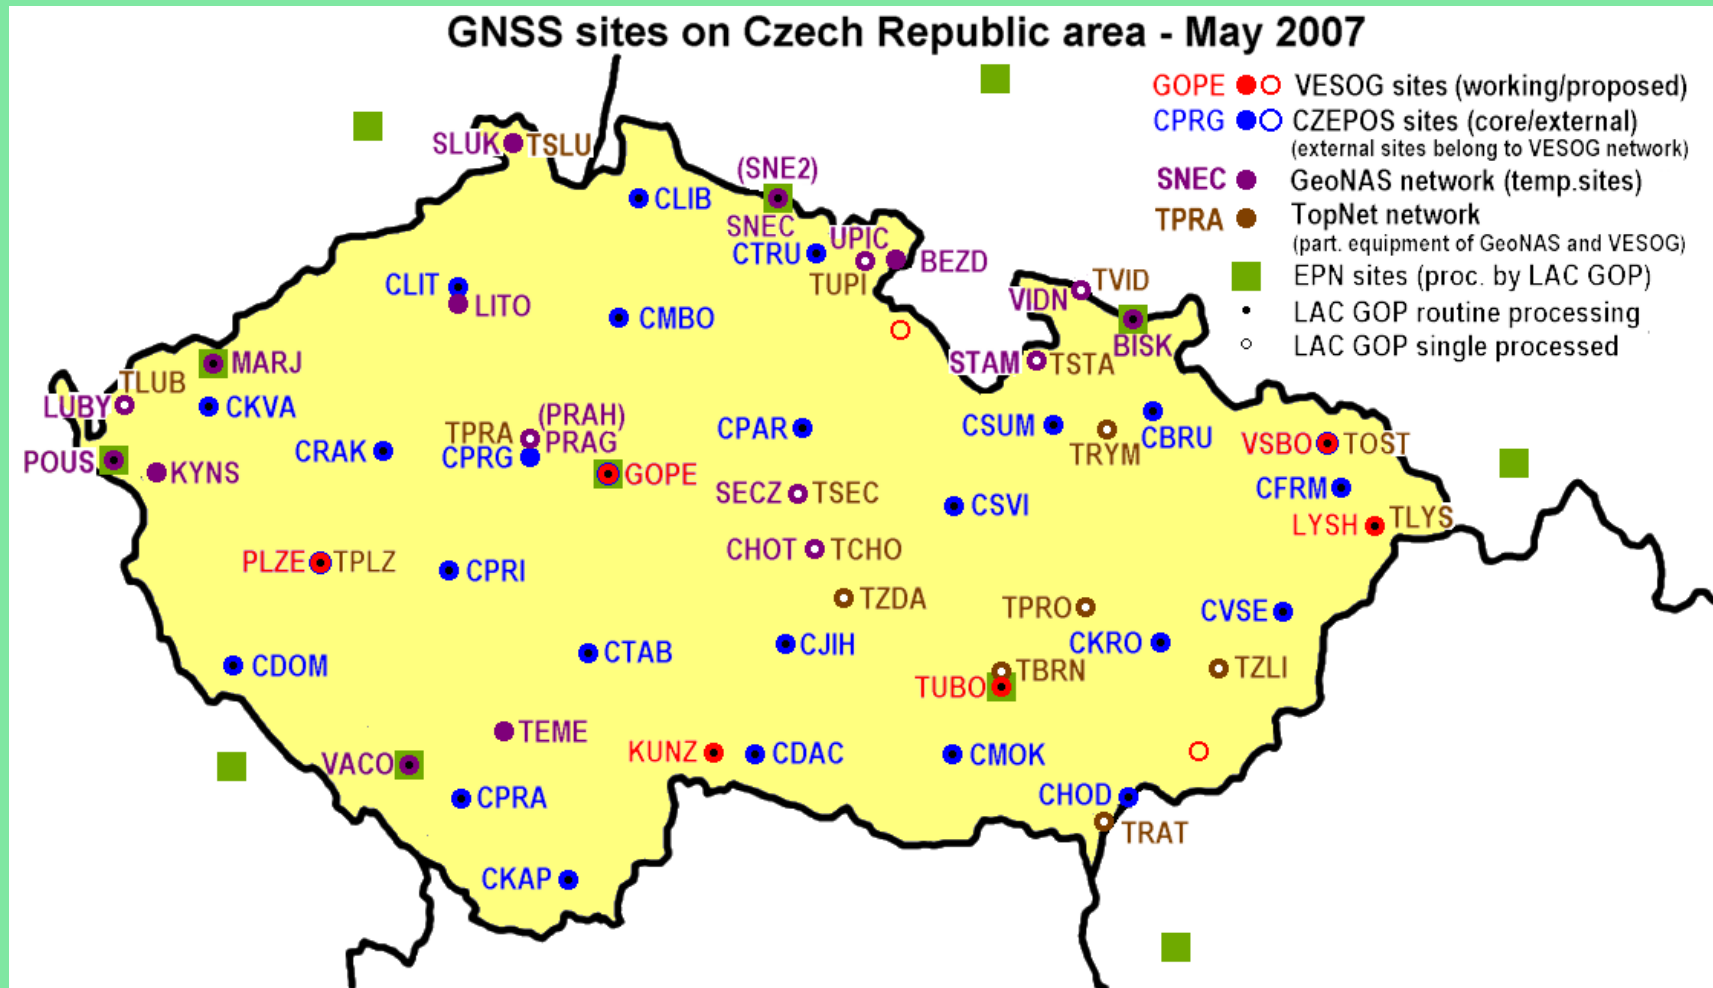 GNSS sites on Czech Republic area - May 2007
GOPE VESOG sites (working/proposed)
CPRG CZEPOS sites (core/external)
(external sites belong to VESOG network)
SNEC GeoNAS network (temp.sites)
TPRA TopNet network
(part. equipment of GeoNAS and VESOG)
EPN sites (proc. by LAC GOP)
LAC GOP routine processing
LAC GOP single processed
SLUK TSLU
(SNE2)
CLIB
SNEC
UPIC
CTRU
BEZD
TUPI
CLIT
LITO
CMBO
TVID
VIDN
BISK
STAM TSTA
MARJ
TLUB
LUBY
CKVA
(PRAH)
TPRA PRAG
CPRG
CRAK
CPAR
CSUM
TRYM
CBRU
VSBO TOST
POUS
KYNS
GOPE
SECZ TSEC
CSVI
CFRM
LYSH TLYS
PLZE TPLZ
CPRI
CHOT TCHO
TZDA
TPRO
CVSE
CKRO
CDOM
CTAB
CJIH
TBRN
TUBO
TZLI
TEME
VACO
KUNZ
CDAC
CMOK
CPRA
CHOD
TRAT
CKAP